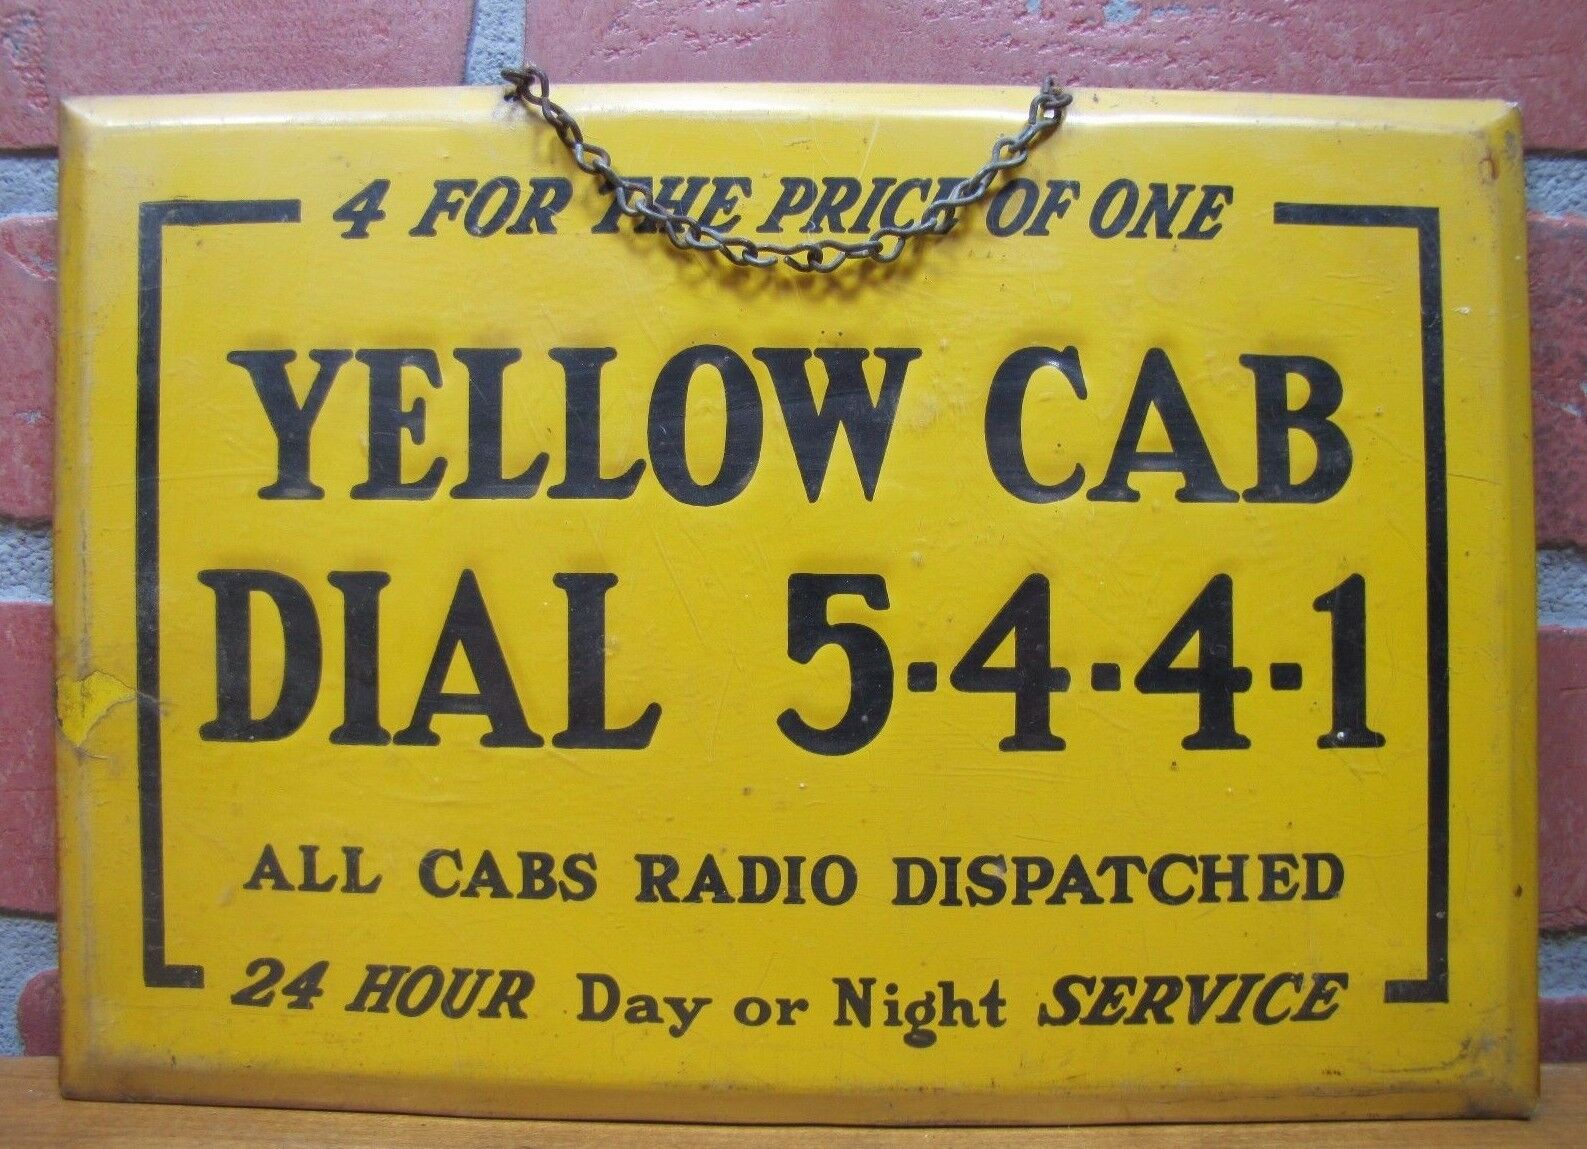 4 FOR THE PRICE OF ONE
YELLOW CAB
DIAL 5-4-4-1
ALL CABS RADIO DISPATCHED
24 HOUR Day or Night SERVICE